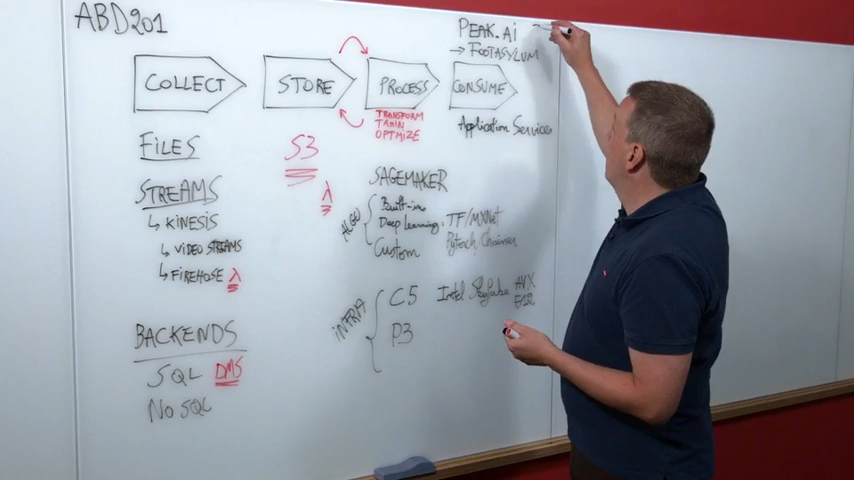 ABD201
PEAK.ai →
→ FOOTASYLUM
COLLECT
STORE
PROCESS
CONSUME
TRANSFORM
TRAIN
OPTIMIZE
Application Services
FILES
S3
λ
STREAMS
↳ KINESIS
↳ VIDEO STREAMS
↳ FIREHOSE λ
SAGEMAKER
ALGO
Built-in
Deep Learning: TF/MXNet
Custom Pytorch, Chainer
INFRA
C5 Intel Skylake AVX
P3
BACKENDS
SQL DMS
NO SQL